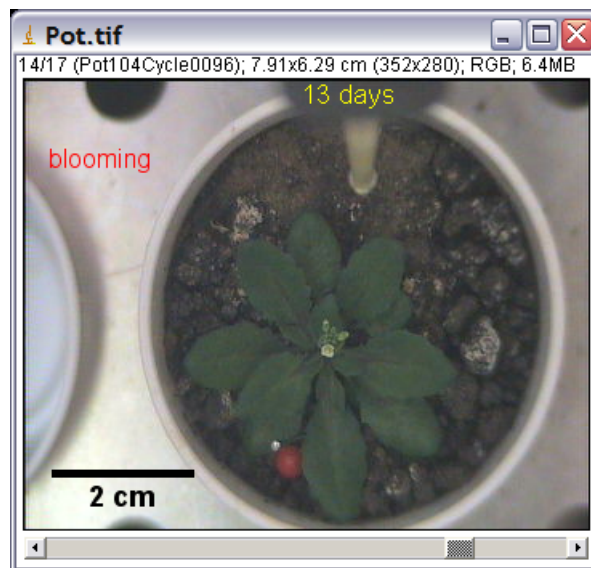 Pot.tif
14/17 (Pot104Cycle0096); 7.91x6.29 cm (352x280); RGB; 6.4MB
13 days
blooming
2 cm